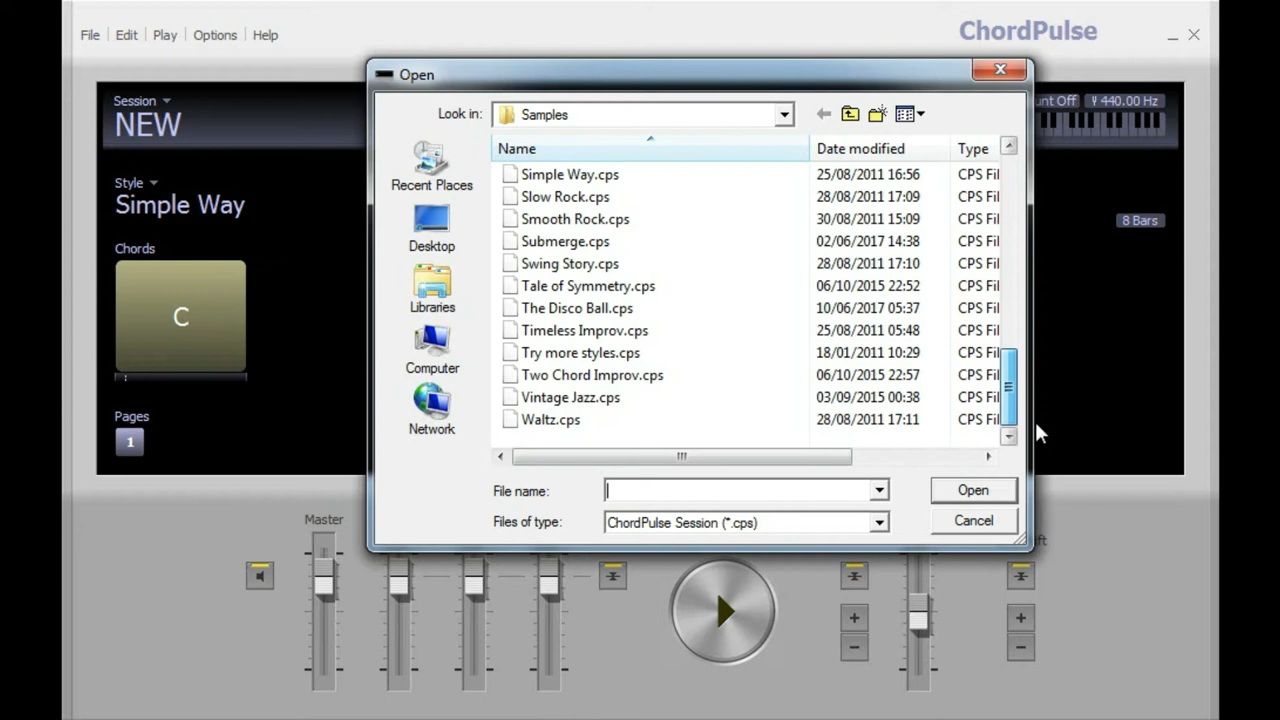 File Edit Play Options Help
ChordPulse
Open
Session
NEW
Look in: Samples
unt Off 440.00 Hz
Name Date modified Type
Recent Places
Desktop
Libraries
Computer
Network
Simple Way.cps 25/08/2011 16:56 CPS Fil
Slow Rock.cps 28/08/2011 17:09 CPS Fil
Smooth Rock.cps 30/08/2011 15:09 CPS Fil
Submerge.cps 02/06/2017 14:38 CPS Fil
Swing Story.cps 28/08/2011 17:10 CPS Fil
Tale of Symmetry.cps 06/10/2015 22:52 CPS Fil
The Disco Ball.cps 10/06/2017 05:37 CPS Fil
Timeless Improv.cps 25/08/2011 05:48 CPS Fil
Try more styles.cps 18/01/2011 10:29 CPS Fil
Two Chord Improv.cps 06/10/2015 22:57 CPS Fil
Vintage Jazz.cps 03/09/2015 00:38 CPS Fil
Waltz.cps 28/08/2011 17:11 CPS Fil
Style
Simple Way
8 Bars
Chords
C
Pages
1
File name: Open
Files of type: ChordPulse Session (*.cps) Cancel
Master
ft